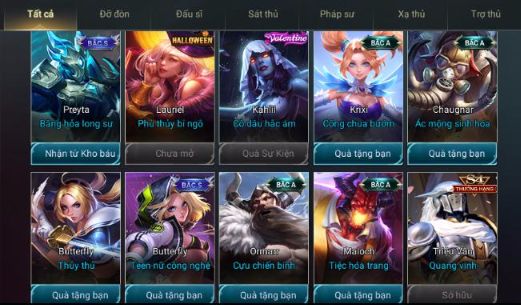 Tất cả
Đỡ đòn
Đấu sĩ
Sát thủ
Pháp sư
Xạ thủ
Trợ thủ
BẬC S
HALLOWEEN
Valentine
BẬC A
BẬC A
Preyta
Lauriel
Kahlii
Krixi
Chaugnar
Băng hỏa long sư
Phù thủy bí ngô
Cô dâu hắc ám
Công chúa bướm
Ác mộng sinh hóa
Nhận từ Kho báu
Chưa mở
Quà Sự Kiện
Quà tặng bạn
Quà tặng bạn
BẬC S
BẬC A
BẬC A
S47
THƯỜNG HẠNG
Butterfly
Butterfly
Ormarr
Maloch
Triệu Vân
Thủy thủ
Teen nữ công nghệ
Cựu chiến binh
Tiệc hóa trang
Quang vinh
Quà tặng bạn
Quà tặng bạn
Quà tặng bạn
Quà tặng bạn
Sở hữu